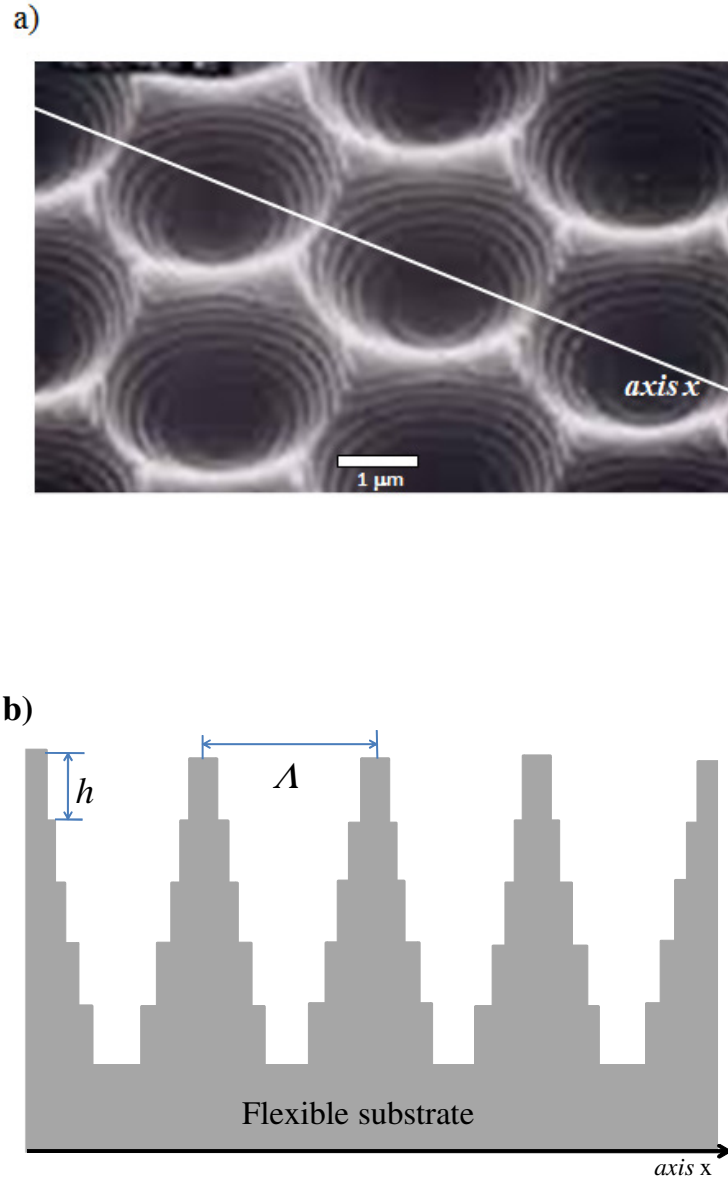 a)
axis x
1 μm
b)
Λ
h
Flexible substrate
axis x